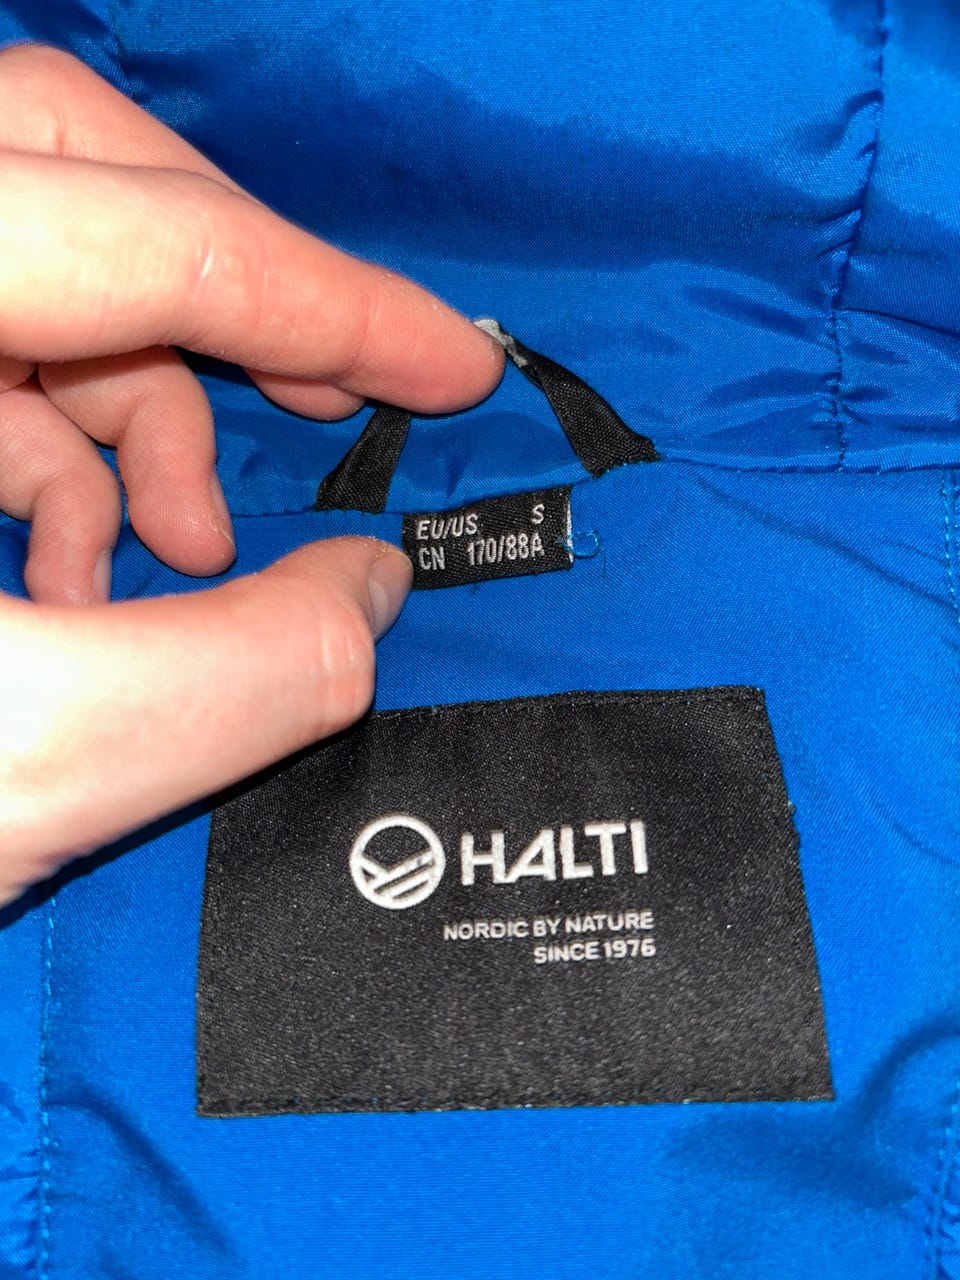 EU/US S
CN 170/88A
HALTI
NORDIC BY NATURE
SINCE 1976